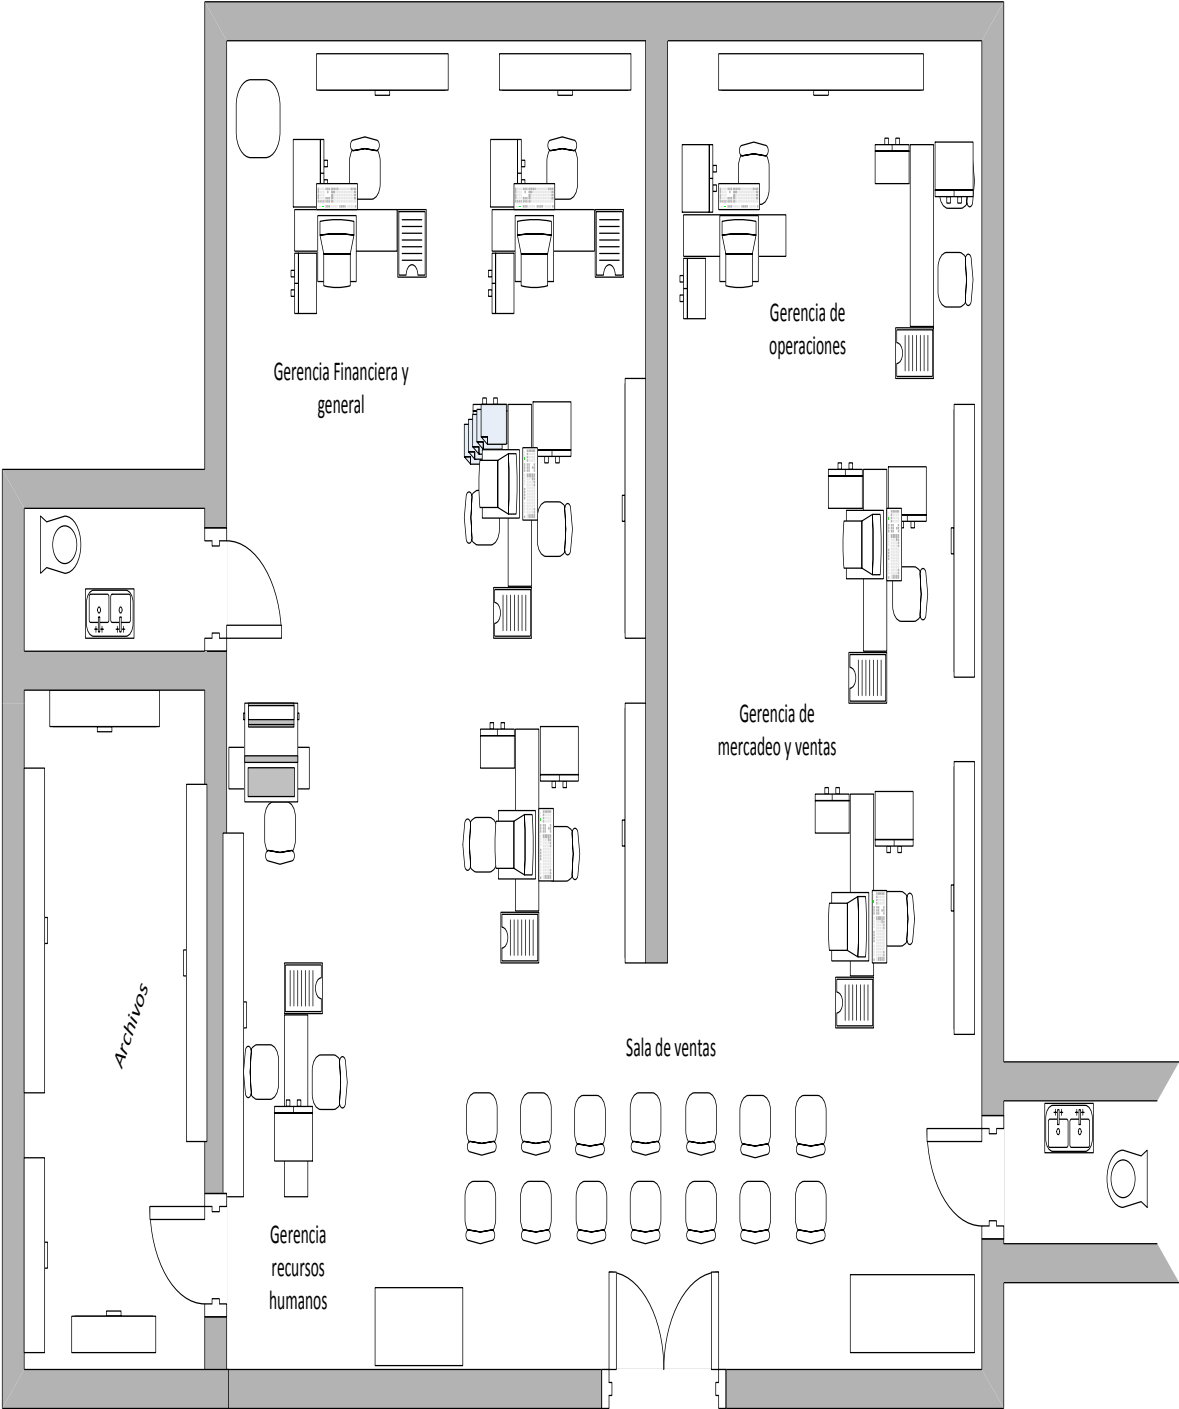 Gerencia de
operaciones
Gerencia Financiera y
general
Gerencia de
mercadeo y ventas
Archivos
Sala de ventas
Gerencia
recursos
humanos